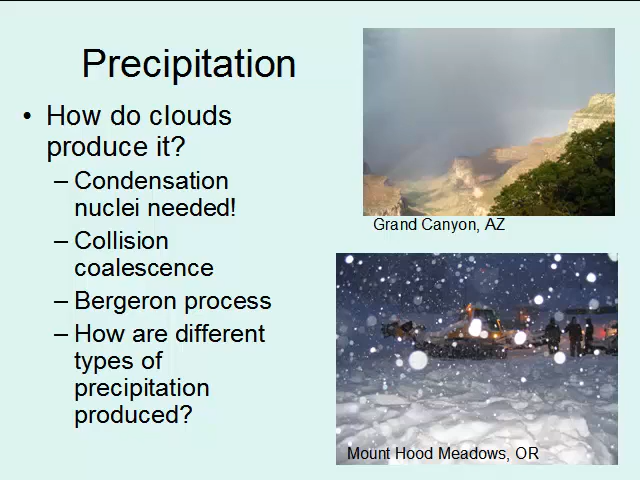 Precipitation
• How do clouds
produce it?
– Condensation
nuclei needed!
– Collision
coalescence
– Bergeron process
– How are different
types of
precipitation
produced?
Grand Canyon, AZ
Mount Hood Meadows, OR